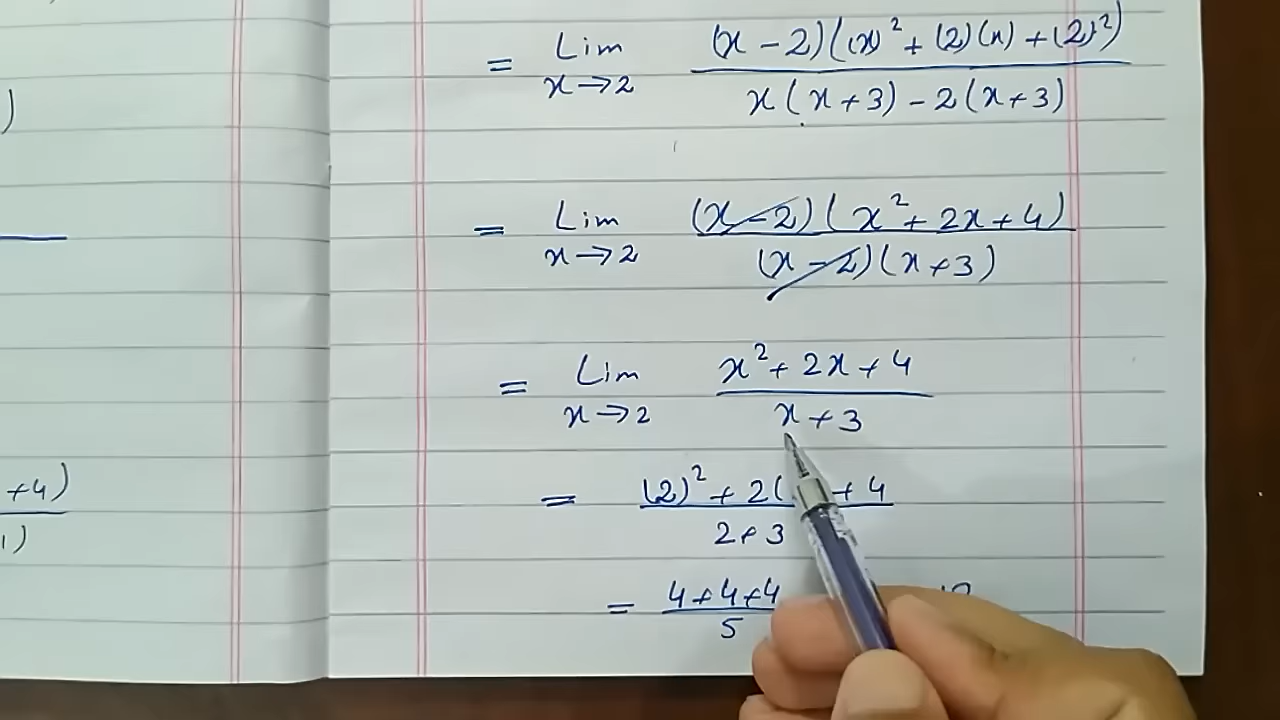 )
+4)
1)
= Lim x→2 (x - 2)((x)² + (2)(x) + (2)²) / x(x+3) - 2(x+3)
= Lim x→2 (x-2)(x² + 2x + 4) / (x-2)(x+3)
= Lim x→2 x² + 2x + 4 / x + 3
= (2)² + 2( + 4 / 2+3
= 4+4+4 / 5